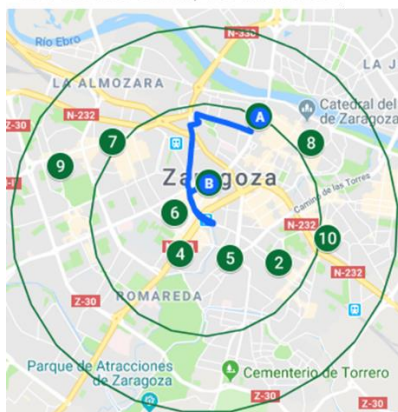 Río Ebro
N-330
LA ALMOZARA
LA J
N-232
Z-30
A
Catedral del
de Zaragoza
7
8
9
Zaragoza
B
Camino de las Torres
6
N-232
10
4
5
2
N-232
Z-30
ROMAREDA
Parque de Atracciones
de Zaragoza
Cementerio de Torrero
Z-30